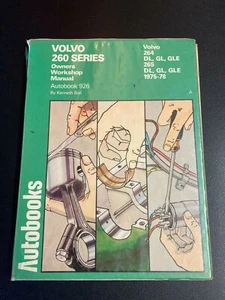 VOLVO
260 SERIES
Owners
Workshop
Manual
Autobook 926
By Kenneth Ball
Volvo
264
DL, GL, GLE
265
DL, GL, GLE
1975-78
Autobooks